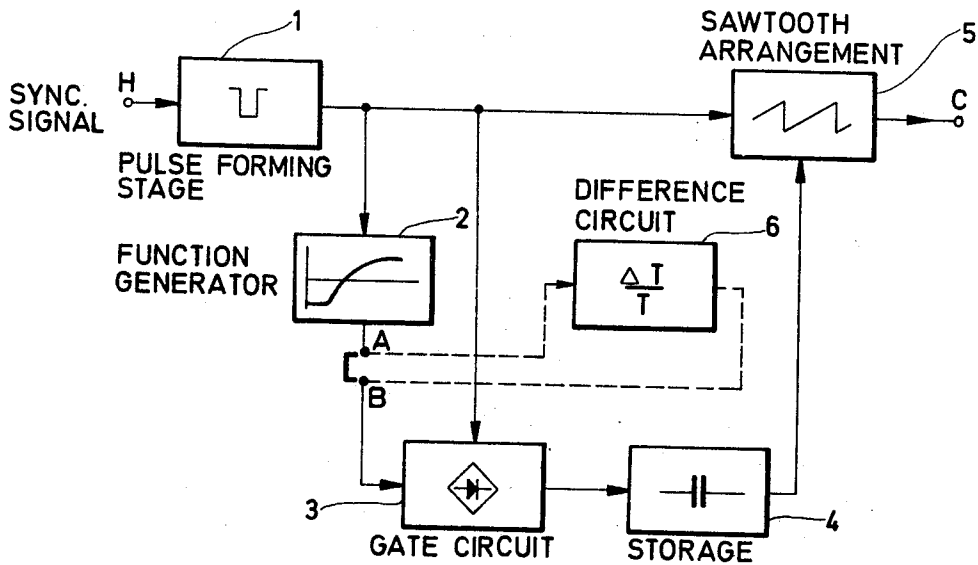 1
H
SYNC.
SIGNAL
PULSE FORMING
STAGE
SAWTOOTH
ARRANGEMENT
5
C
2
FUNCTION
GENERATOR
DIFFERENCE
CIRCUIT
6
Δ T
T
A
B
3
GATE CIRCUIT
4
STORAGE